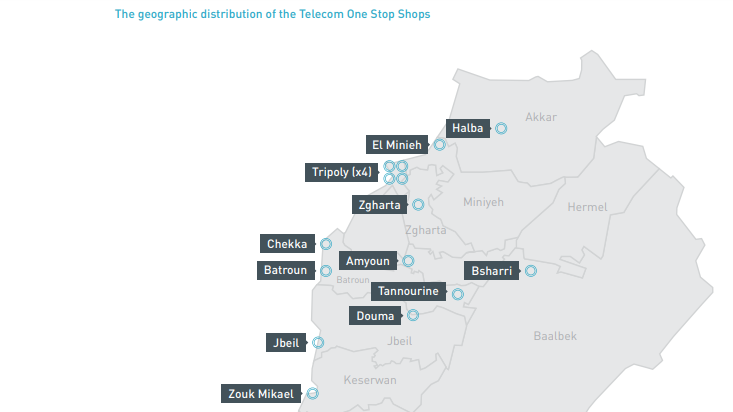 The geographic distribution of the Telecom One Stop Shops
Akkar
Halba
El Minieh
Tripoly (x4)
Zgharta
Miniyeh
Hermel
Zgharta
Chekka
Amyoun
Batroun
Bsharri
Batroun
Tannourine
Douma
Baalbek
Jbeil
Jbeil
Keserwan
Zouk Mikael